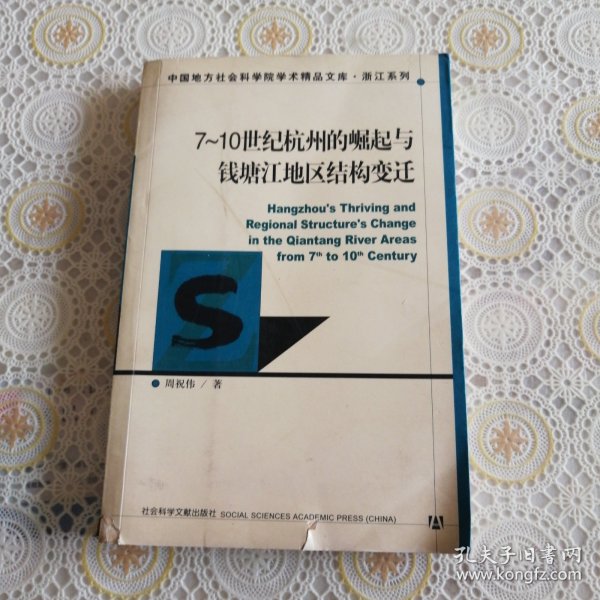 中国地方社会科学院学术精品文库·浙江系列
7~10世纪杭州的崛起与
钱塘江地区结构变迁
Hangzhou's Thriving and
Regional Structure's Change
in the Qiantang River Areas
from 7th to 10th Century
S
周祝伟／著
社会科学文献出版社 SOCIAL SCIENCES ACADEMIC PRESS (CHINA)
孔夫子旧书网
www.kongfz.com